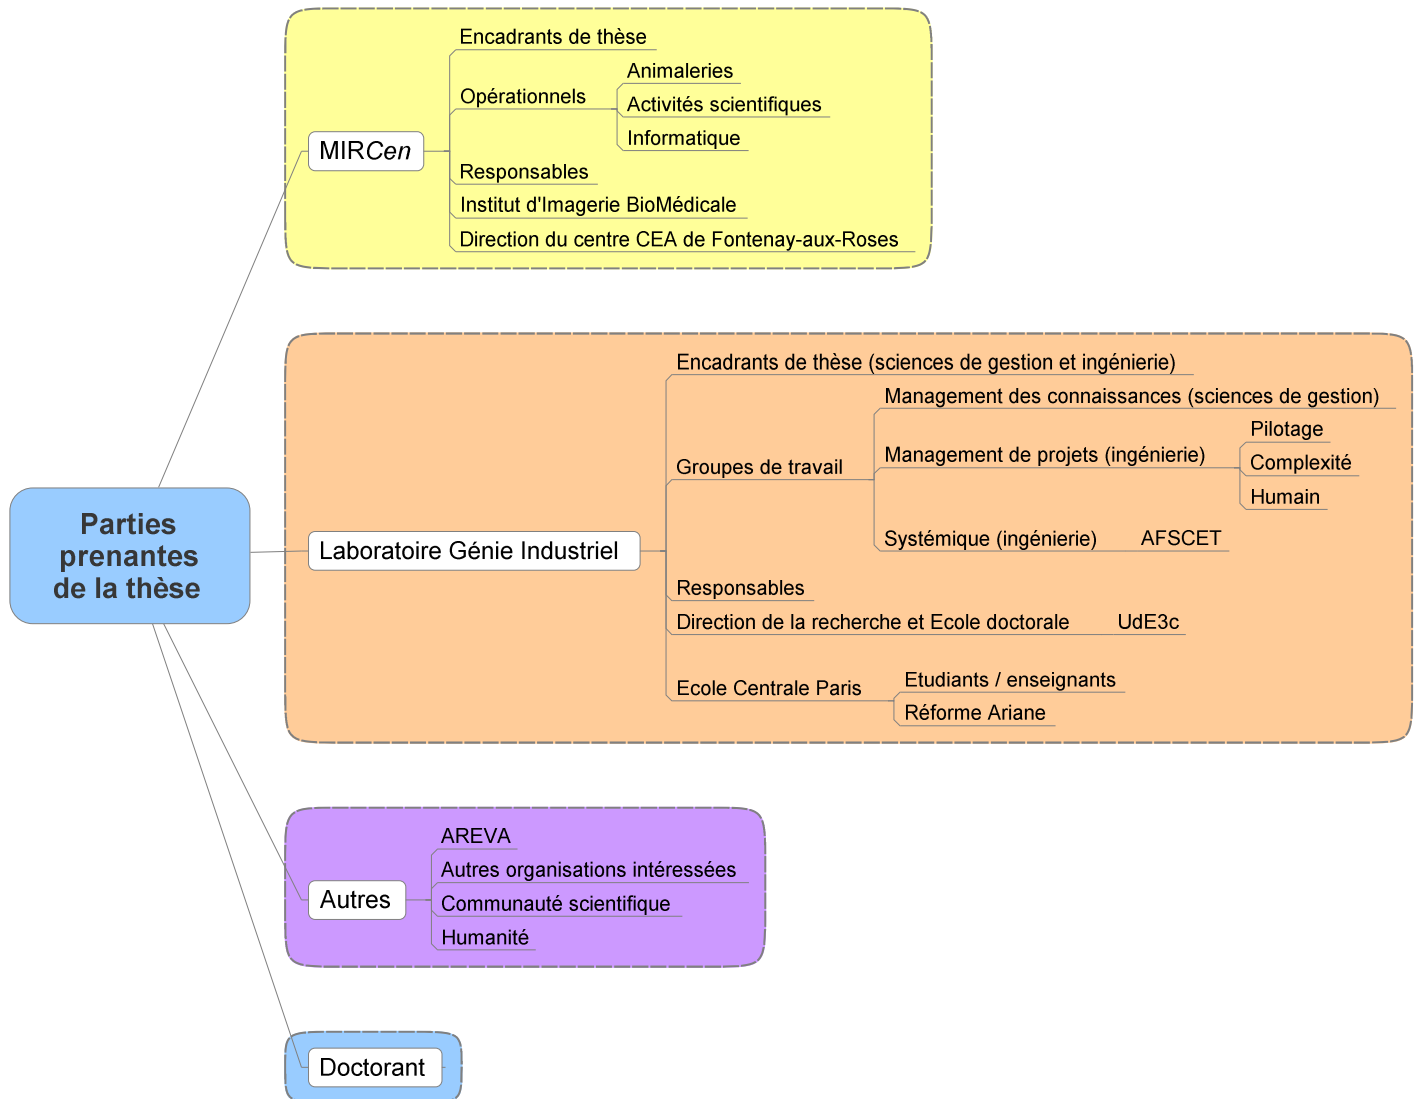 Parties
prenantes
de la thèse
MIRCen
Encadrants de thèse
Opérationnels
Animaleries
Activités scientifiques
Informatique
Responsables
Institut d'Imagerie BioMédicale
Direction du centre CEA de Fontenay-aux-Roses
Laboratoire Génie Industriel
Encadrants de thèse (sciences de gestion et ingénierie)
Groupes de travail
Management des connaissances (sciences de gestion)
Management de projets (ingénierie)
Pilotage
Complexité
Humain
Systémique (ingénierie)
AFSCET
Responsables
Direction de la recherche et Ecole doctorale
UdE3c
Ecole Centrale Paris
Etudiants / enseignants
Réforme Ariane
Autres
AREVA
Autres organisations intéressées
Communauté scientifique
Humanité
Doctorant